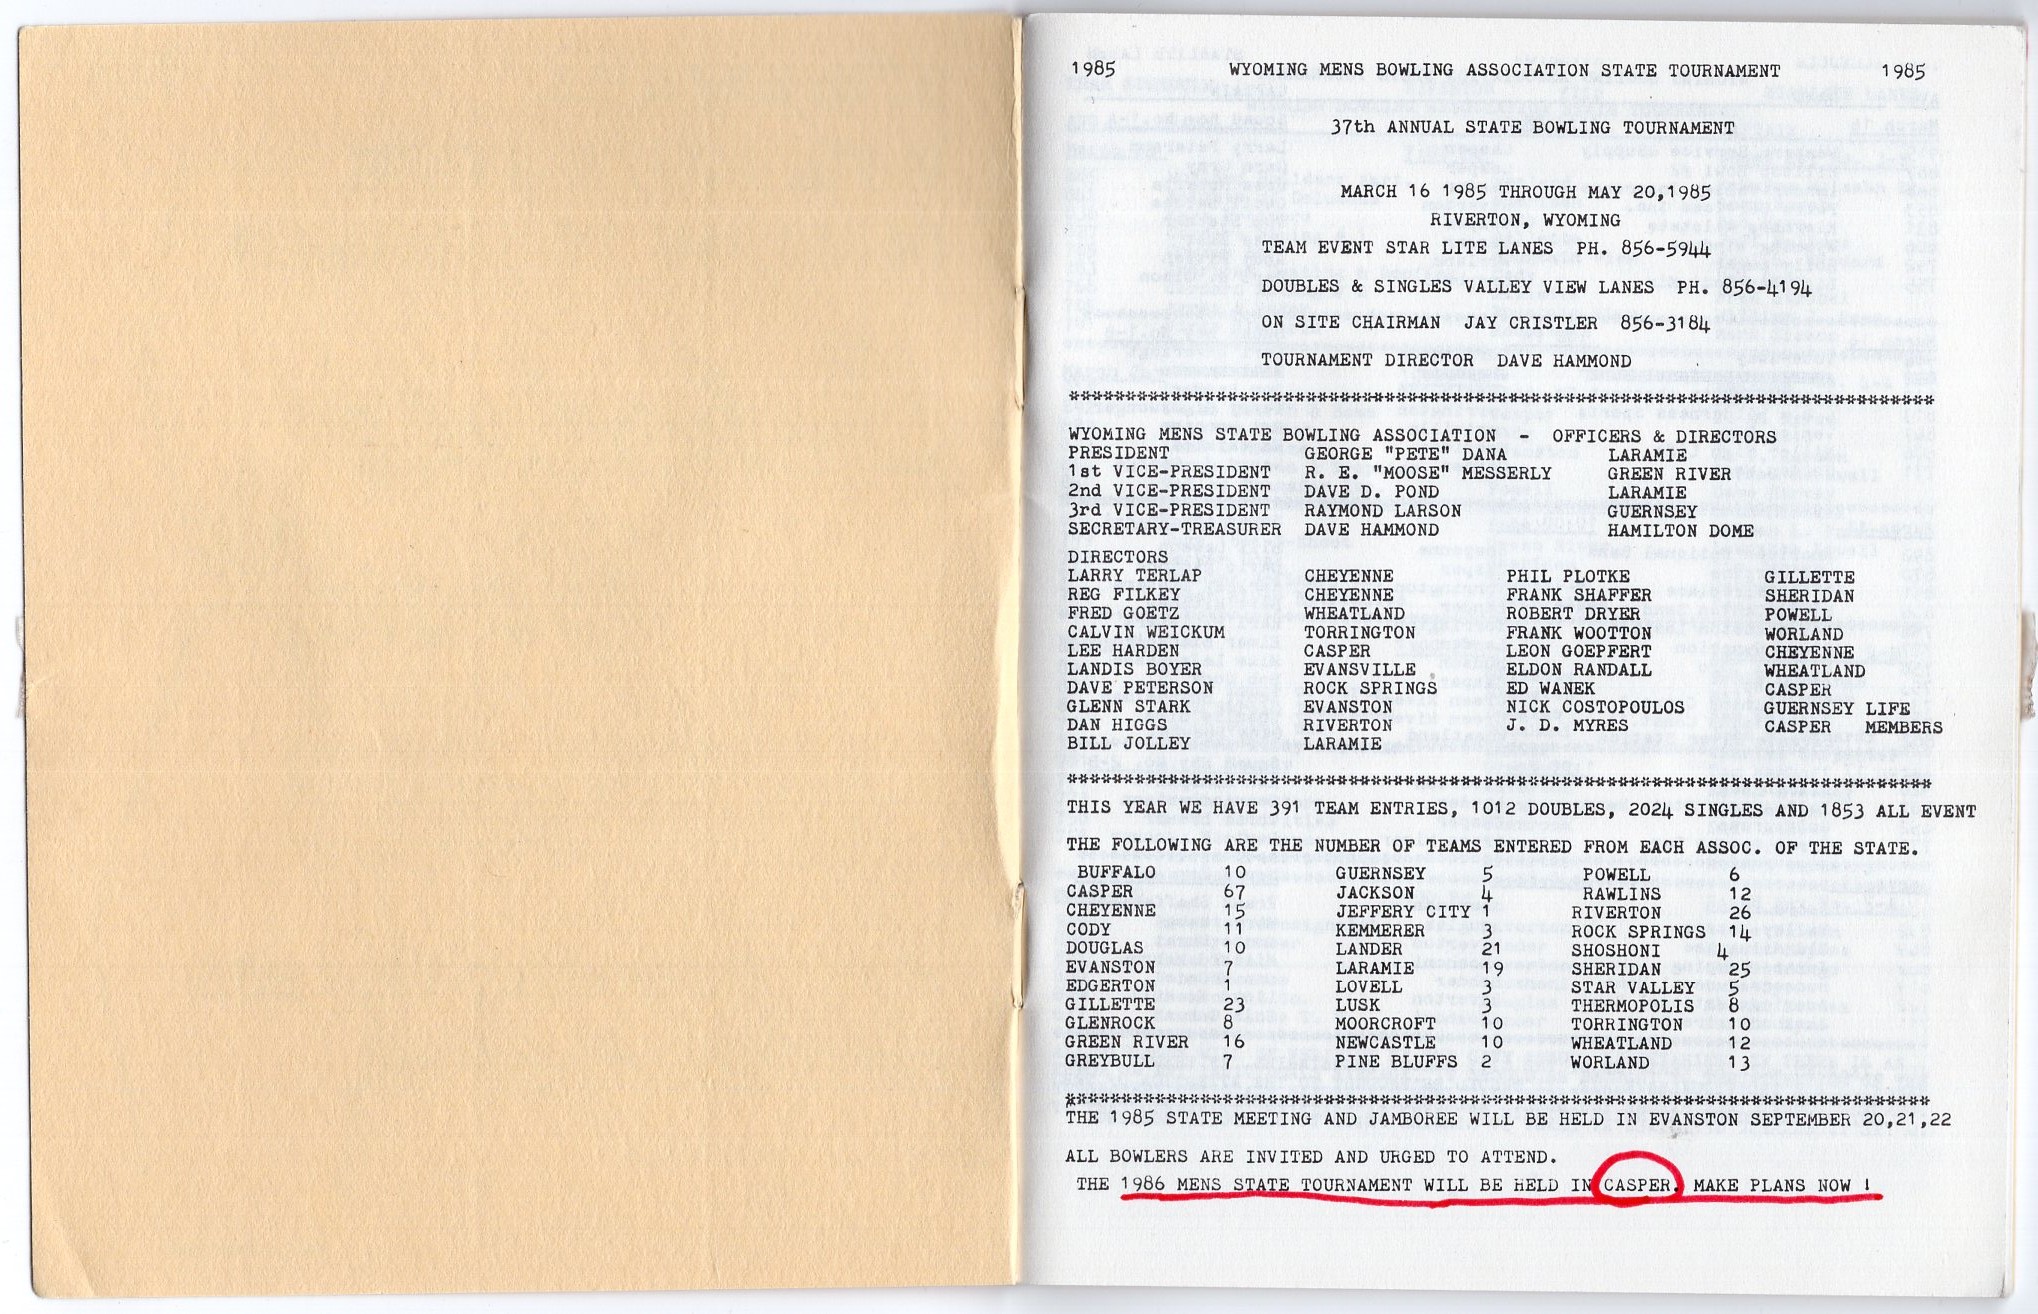 1985 WYOMING MENS BOWLING ASSOCIATION STATE TOURNAMENT 1985
37th ANNUAL STATE BOWLING TOURNAMENT
MARCH 16 1985 THROUGH MAY 20,1985
RIVERTON, WYOMING
TEAM EVENT STAR LITE LANES PH. 856-5944
DOUBLES & SINGLES VALLEY VIEW LANES PH. 856-4194
ON SITE CHAIRMAN JAY CRISTLER 856-3184
TOURNAMENT DIRECTOR DAVE HAMMOND
WYOMING MENS STATE BOWLING ASSOCIATION - OFFICERS & DIRECTORS
PRESIDENT GEORGE "PETE" DANA LARAMIE
1st VICE-PRESIDENT R. E. "MOOSE" MESSERLY GREEN RIVER
2nd VICE-PRESIDENT DAVE D. POND LARAMIE
3rd VICE-PRESIDENT RAYMOND LARSON GUERNSEY
SECRETARY-TREASURER DAVE HAMMOND HAMILTON DOME
DIRECTORS
LARRY TERLAP CHEYENNE PHIL PLOTKE GILLETTE
REG FILKEY CHEYENNE FRANK SHAFFER SHERIDAN
FRED GOETZ WHEATLAND ROBERT DRYER POWELL
CALVIN WEICKUM TORRINGTON FRANK WOOTTON WORLAND
LEE HARDEN CASPER LEON GOEPFERT CHEYENNE
LANDIS BOYER EVANSVILLE ELDON RANDALL WHEATLAND
DAVE PETERSON ROCK SPRINGS ED WANEK CASPER
GLENN STARK EVANSTON NICK COSTOPOULOS GUERNSEY LIFE
DAN HIGGS RIVERTON J. D. MYRES CASPER MEMBERS
BILL JOLLEY LARAMIE
THIS YEAR WE HAVE 391 TEAM ENTRIES, 1012 DOUBLES, 2024 SINGLES AND 1853 ALL EVENT
THE FOLLOWING ARE THE NUMBER OF TEAMS ENTERED FROM EACH ASSOC. OF THE STATE.
BUFFALO 10 GUERNSEY 5 POWELL 6
CASPER 67 JACKSON 4 RAWLINS 12
CHEYENNE 15 JEFFERY CITY 1 RIVERTON 26
CODY 11 KEMMERER 3 ROCK SPRINGS 14
DOUGLAS 10 LANDER 21 SHOSHONI 4
EVANSTON 7 LARAMIE 19 SHERIDAN 25
EDGERTON 1 LOVELL 3 STAR VALLEY 5
GILLETTE 23 LUSK 3 THERMOPOLIS 8
GLENROCK 8 MOORCROFT 10 TORRINGTON 10
GREEN RIVER 16 NEWCASTLE 10 WHEATLAND 12
GREYBULL 7 PINE BLUFFS 2 WORLAND 13
THE 1985 STATE MEETING AND JAMBOREE WILL BE HELD IN EVANSTON SEPTEMBER 20,21,22
ALL BOWLERS ARE INVITED AND URGED TO ATTEND.
THE 1986 MENS STATE TOURNAMENT WILL BE HELD IN CASPER. MAKE PLANS NOW !